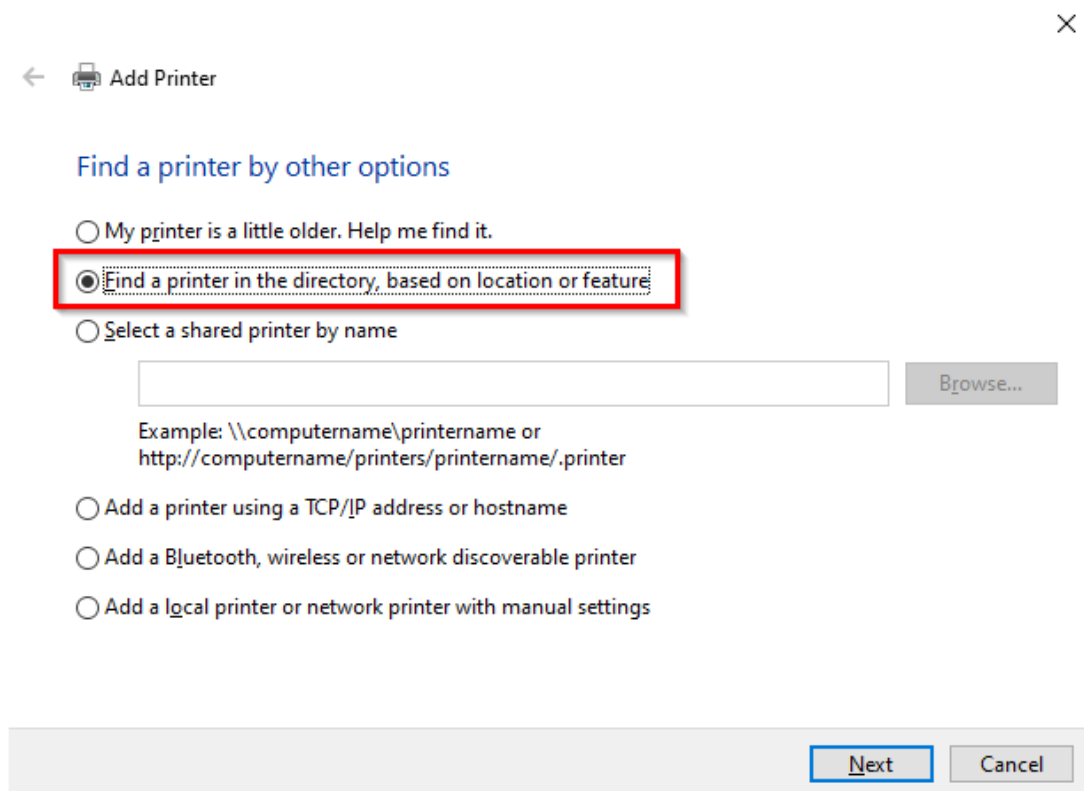 Add Printer
Find a printer by other options
My printer is a little older. Help me find it.
Find a printer in the directory, based on location or feature
Select a shared printer by name
Browse...
Example: \\computername\printername or
http://computername/printers/printername/.printer
Add a printer using a TCP/IP address or hostname
Add a Bluetooth, wireless or network discoverable printer
Add a local printer or network printer with manual settings
Next Cancel